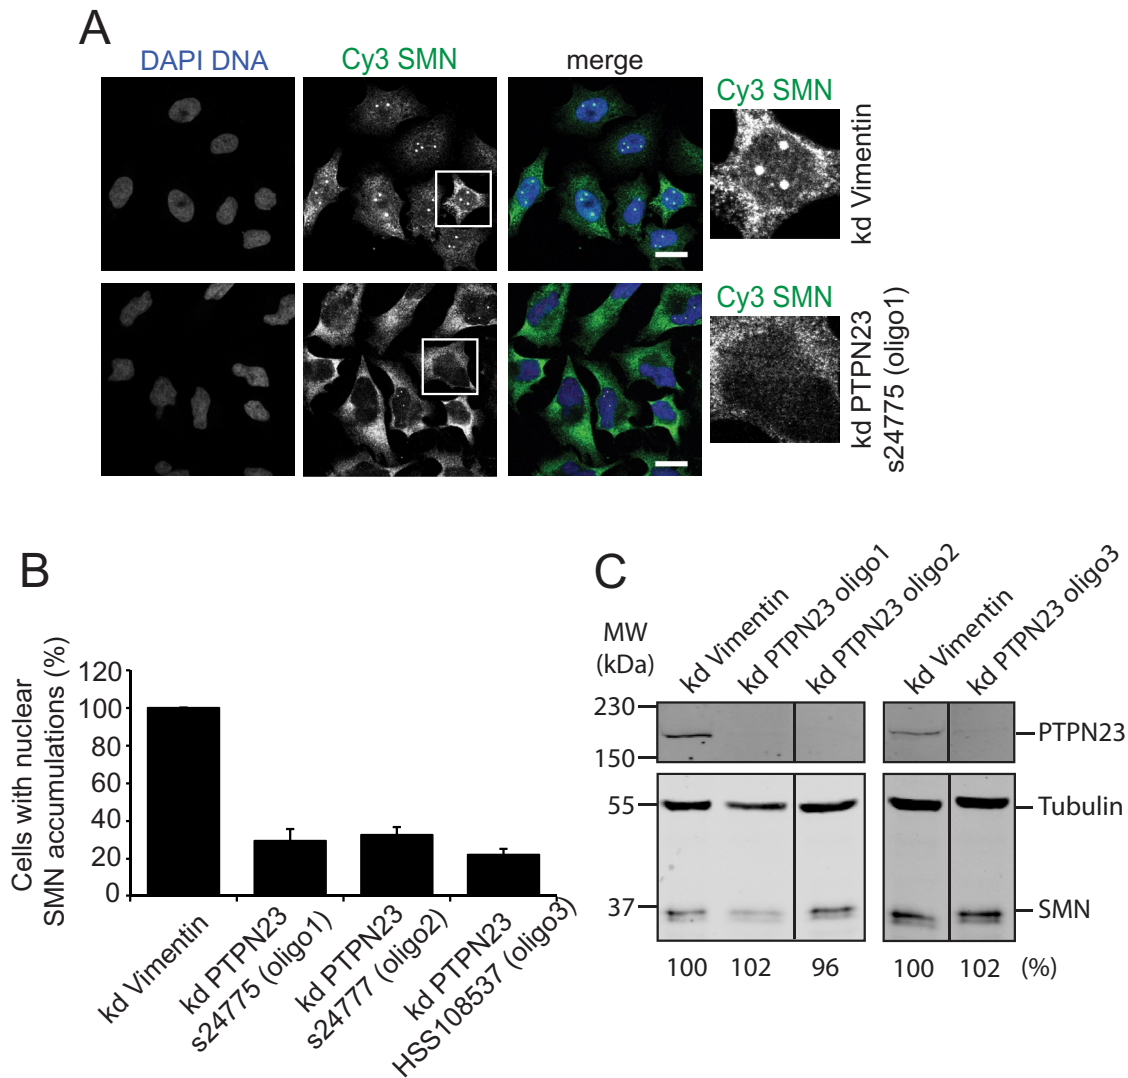 A
DAPI DNA
Cy3 SMN
merge
Cy3 SMN
kd Vimentin
Cy3 SMN
kd PTPN23
s24775 (oligo1)
B
Cells with nuclear
SMN accumulations (%)
120
100
80
60
40
20
0
kd Vimentin
kd PTPN23
s24775 (oligo1)
kd PTPN23
s24777 (oligo2)
kd PTPN23
HSS108537 (oligo3)
C
MW
(kDa)
kd Vimentin
kd PTPN23 oligo1
kd PTPN23 oligo2
kd Vimentin
kd PTPN23 oligo3
230
150
PTPN23
55
Tubulin
37
SMN
100 102 96 100 102 (%)